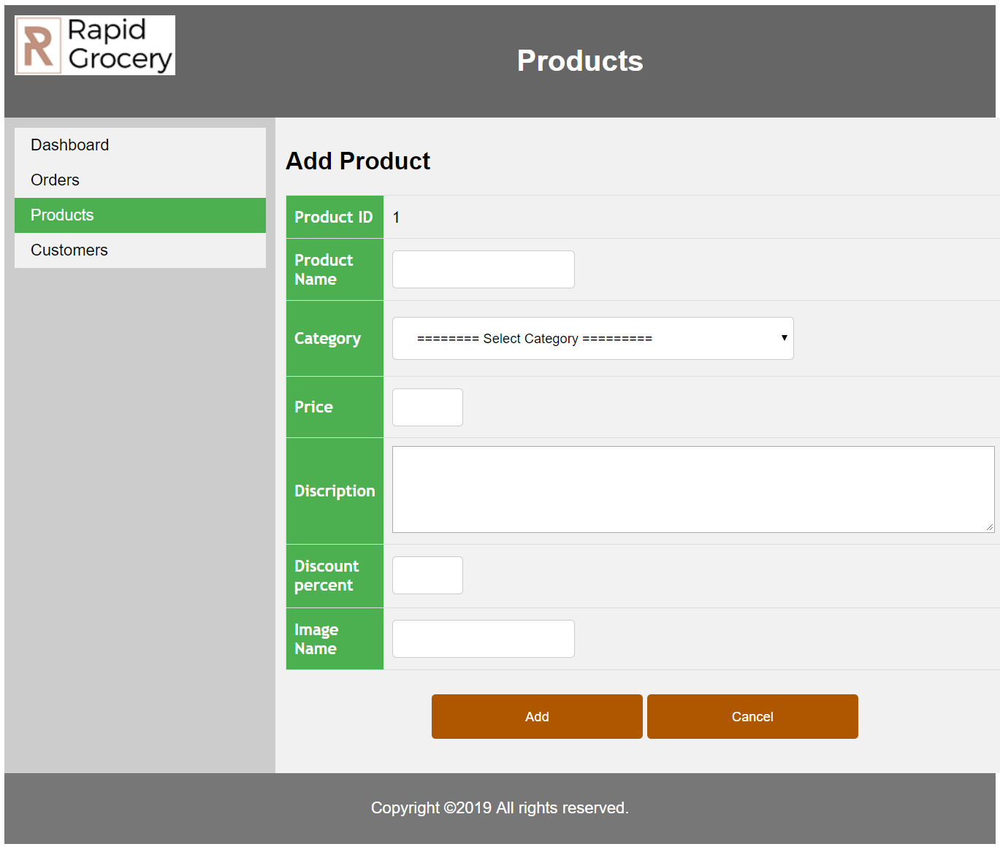 Rapid
Grocery
Products
Dashboard
Orders
Products
Customers
Add Product
Product ID 1
Product
Name
Category ======== Select Category =========
Price
Discription
Discount
percent
Image
Name
Add Cancel
Copyright ©2019 All rights reserved.